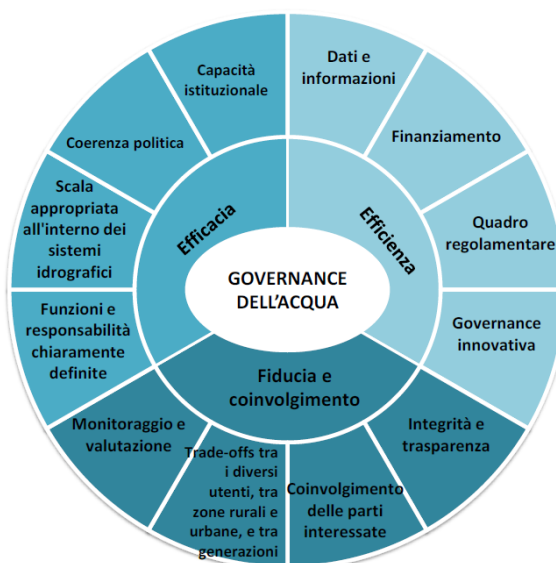 Capacità
istituzionale
Dati e
informazioni
Coerenza politica
Finanziamento
Scala
appropriata
all'interno dei
sistemi
idrografici
Quadro
regolamentare
Efficacia
Efficienza
GOVERNANCE
DELL'ACQUA
Funzioni e
responsabilità
chiaramente
definite
Governance
innovativa
Fiducia e
coinvolgimento
Monitoraggio e
valutazione
Integrità e
trasparenza
Trade-offs tra
i diversi
utenti, tra
zone rurali e
urbane, e tra
generazioni
Coinvolgimento
delle parti
interessate